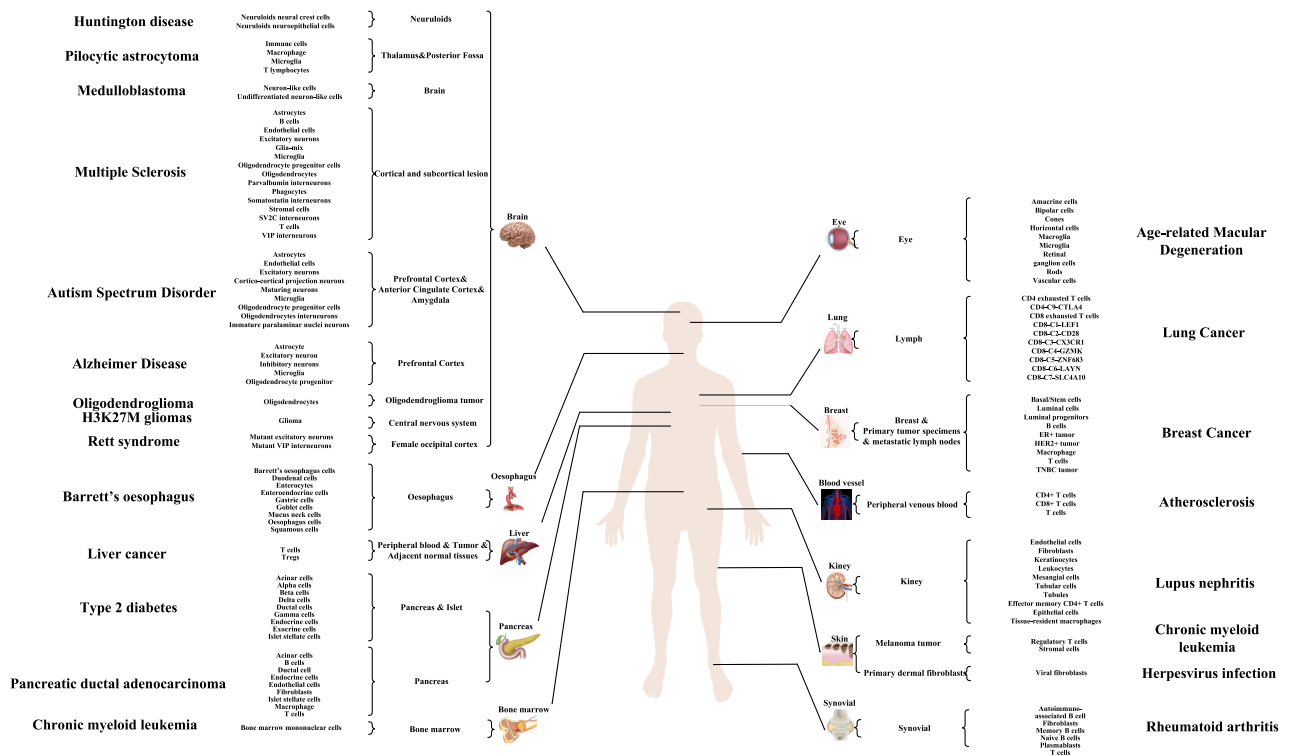 Huntington disease
Neuruloids neural crest cells
Neuruloids neuroepithelial cells
Neuruloids
Pilocytic astrocytoma
Immune cells
Macrophage
Microglia
T lymphocytes
Thalamus&Posterior Fossa
Medulloblastoma
Neuron-like cells
Undifferentiated neuron-like cells
Brain
Multiple Sclerosis
Astrocytes
B cells
Endothelial cells
Excitatory neurons
Glia-mix
Microglia
Oligodendrocyte progenitor cells
Oligodendrocytes
Parvalbumin interneurons
Phagocytes
Somatostatin interneurons
Stromal cells
SV2C interneurons
T cells
VIP interneurons
Cortical and subcortical lesion
Autism Spectrum Disorder
Astrocytes
Endothelial cells
Excitatory neurons
Cortico-cortical projection neurons
Maturing neurons
Microglia
Oligodendrocyte progenitor cells
Oligodendrocytes interneurons
Immature paralaminar nuclei neurons
Prefrontal Cortex&
Anterior Cingulate Cortex&
Amygdala
Alzheimer Disease
Astrocyte
Excitatory neuron
Inhibitory neurons
Microglia
Oligodendrocyte progenitor
Prefrontal Cortex
Oligodendroglioma
Oligodendrocytes
Oligodendroglioma tumor
H3K27M gliomas
Glioma
Central nervous system
Rett syndrome
Mutant excitatory neurons
Mutant VIP interneurons
Female occipital cortex
Brain
Barrett's oesophagus
Barrett's oesophagus cells
Duodenal cells
Enterocytes
Enteroendocrine cells
Gastric cells
Goblet cells
Mucus neck cells
Oesophagus cells
Squamous cells
Oesophagus
Oesophagus
Liver cancer
T cells
Tregs
Peripheral blood & Tumor &
Adjacent normal tissues
Liver
Type 2 diabetes
Acinar cells
Alpha cells
Beta cells
Delta cells
Ductal cells
Gamma cells
Endocrine cells
Exocrine cells
Islet stellate cells
Pancreas & Islet
Pancreas
Pancreatic ductal adenocarcinoma
Acinar cells
B cells
Ductal cell
Endocrine cells
Endothelial cells
Fibroblasts
Islet stellate cells
Macrophage
T cells
Pancreas
Chronic myeloid leukemia
Bone marrow mononuclear cells
Bone marrow
Bone marrow
Eye
Eye
Amacrine cells
Bipolar cells
Cones
Horizontal cells
Macroglia
Microglia
Retinal
ganglion cells
Rods
Vascular cells
Age-related Macular
Degeneration
Lung
Lymph
CD4 exhausted T cells
CD4-C9-CTLA4
CD8 exhausted T cells
CD8-C1-LEF1
CD8-C2-CD28
CD8-C3-CX3CR1
CD8-C4-GZMK
CD8-C5-ZNF683
CD8-C6-LAYN
CD8-C7-SLC4A10
Lung Cancer
Breast
Breast &
Primary tumor specimens
& metastatic lymph nodes
Basal/Stem cells
Luminal cells
Luminal progenitors
B cells
ER+ tumor
HER2+ tumor
Macrophage
T cells
TNBC tumor
Breast Cancer
Blood vessel
Peripheral venous blood
CD4+ T cells
CD8+ T cells
T cells
Atherosclerosis
Kiney
Kiney
Endothelial cells
Fibroblasts
Keratinocytes
Leukocytes
Mesangial cells
Tubular cells
Tubules
Effector memory CD4+ T cells
Epithelial cells
Tissue-resident macrophages
Lupus nephritis
Skin
Melanoma tumor
Regulatory T cells
Stromal cells
Chronic myeloid
leukemia
Primary dermal fibroblasts
Viral fibroblasts
Herpesvirus infection
Synovial
Synovial
Autoimmune-
associated B cell
Fibroblasts
Memory B cells
Naive B cells
Plasmablasts
T cells
Rheumatoid arthritis